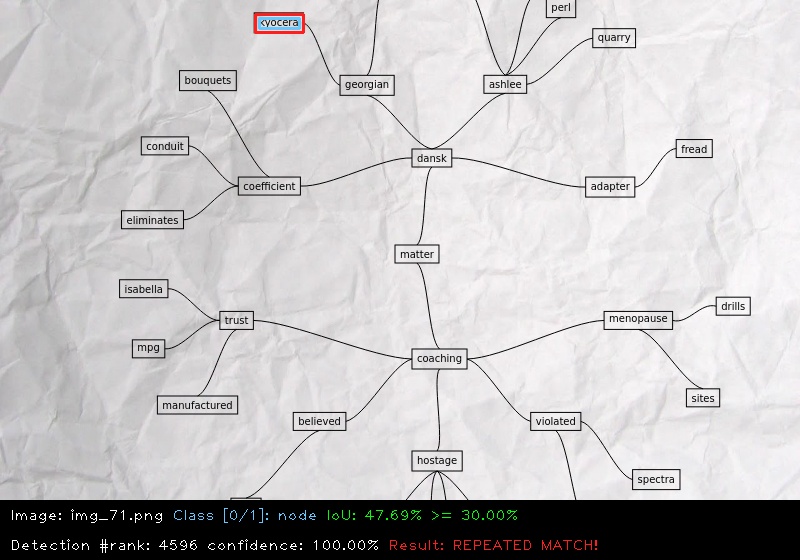 perl
kyocera
quarry
bouquets
georgian
ashlee
conduit
fread
dansk
coefficient
adapter
eliminates
matter
isabella
drills
trust
menopause
mpg
coaching
sites
manufactured
believed
violated
hostage
spectra
Image: img_71.png Class [0/1]: node IoU: 47.69% >= 30.00%
Detection #rank: 4596 confidence: 100.00% Result: REPEATED MATCH!